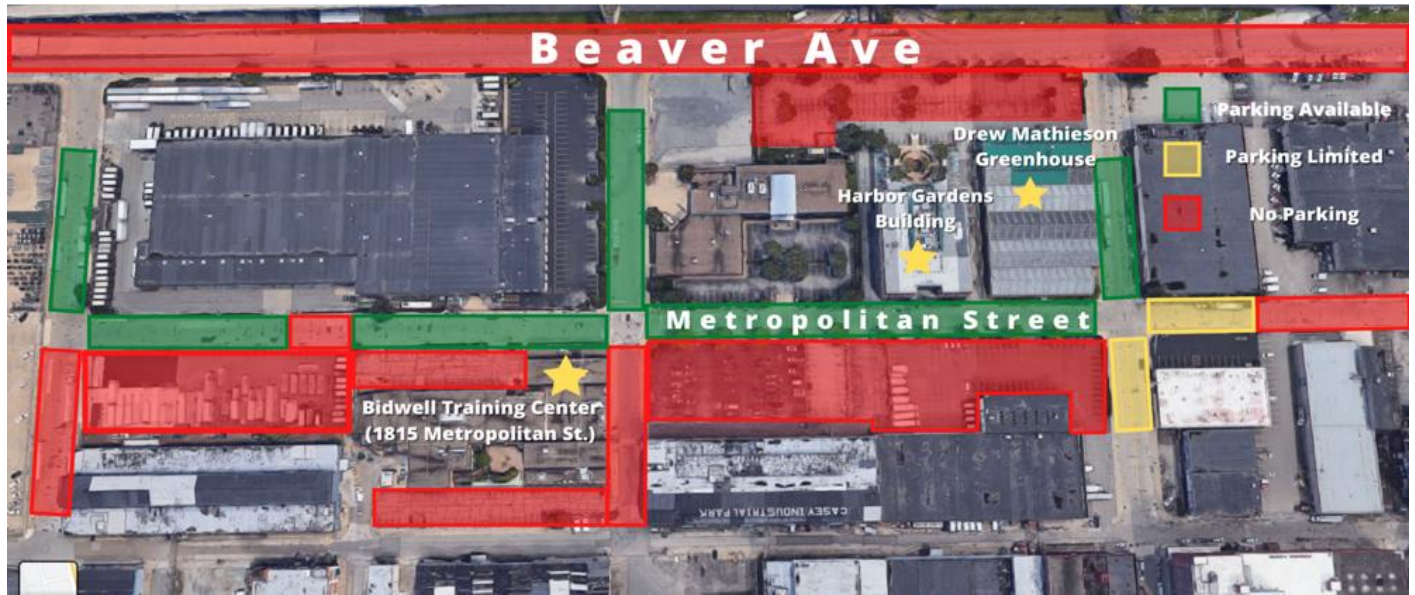 Beaver Ave
Parking Available
Drew Mathieson
Greenhouse
Parking Limited
Harbor Gardens
Building
No Parking
Metropolitan Street
Bidwell Training Center
(1815 Metropolitan St.)
CASEY INDUSTRIAL PARK